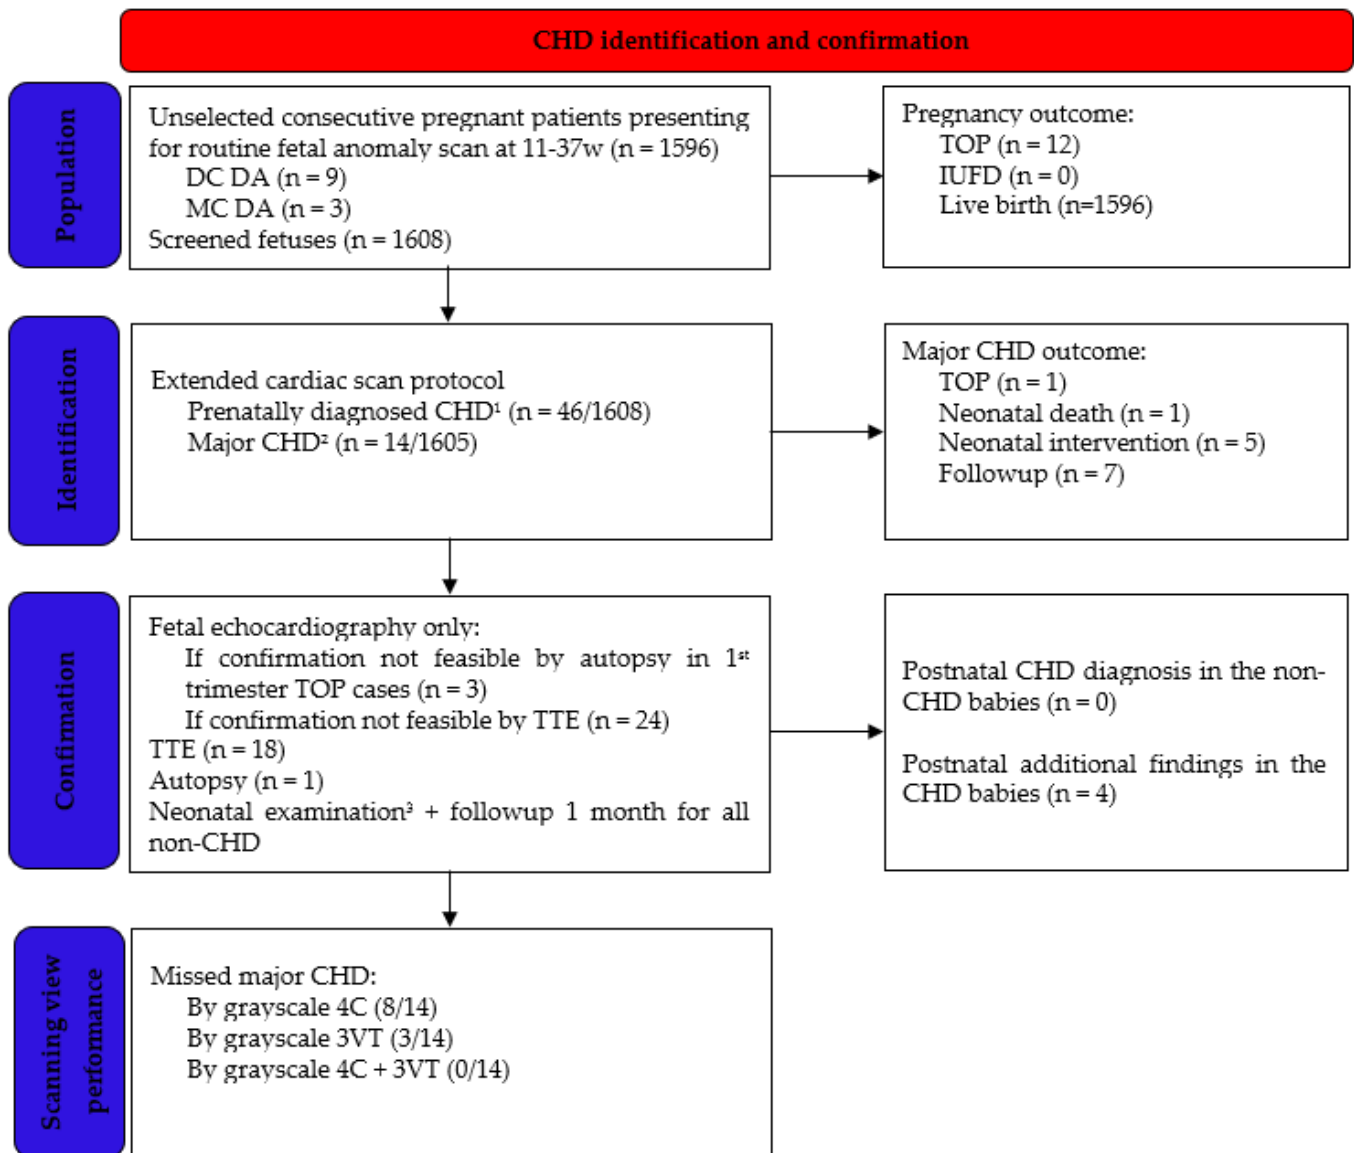 CHD identification and confirmation
Population
Unselected consecutive pregnant patients presenting
for routine fetal anomaly scan at 11-37w (n = 1596)
DC DA (n = 9)
MC DA (n = 3)
Screened fetuses (n = 1608)
Pregnancy outcome:
TOP (n = 12)
IUFD (n = 0)
Live birth (n=1596)
Identification
Extended cardiac scan protocol
Prenatally diagnosed CHD¹ (n = 46/1608)
Major CHD² (n = 14/1605)
Major CHD outcome:
TOP (n = 1)
Neonatal death (n = 1)
Neonatal intervention (n = 5)
Followup (n = 7)
Confirmation
Fetal echocardiography only:
If confirmation not feasible by autopsy in 1ˢᵗ
trimester TOP cases (n = 3)
If confirmation not feasible by TTE (n = 24)
TTE (n = 18)
Autopsy (n = 1)
Neonatal examination³ + followup 1 month for all
non-CHD
Postnatal CHD diagnosis in the non-
CHD babies (n = 0)
Postnatal additional findings in the
CHD babies (n = 4)
Scanning view
performance
Missed major CHD:
By grayscale 4C (8/14)
By grayscale 3VT (3/14)
By grayscale 4C + 3VT (0/14)